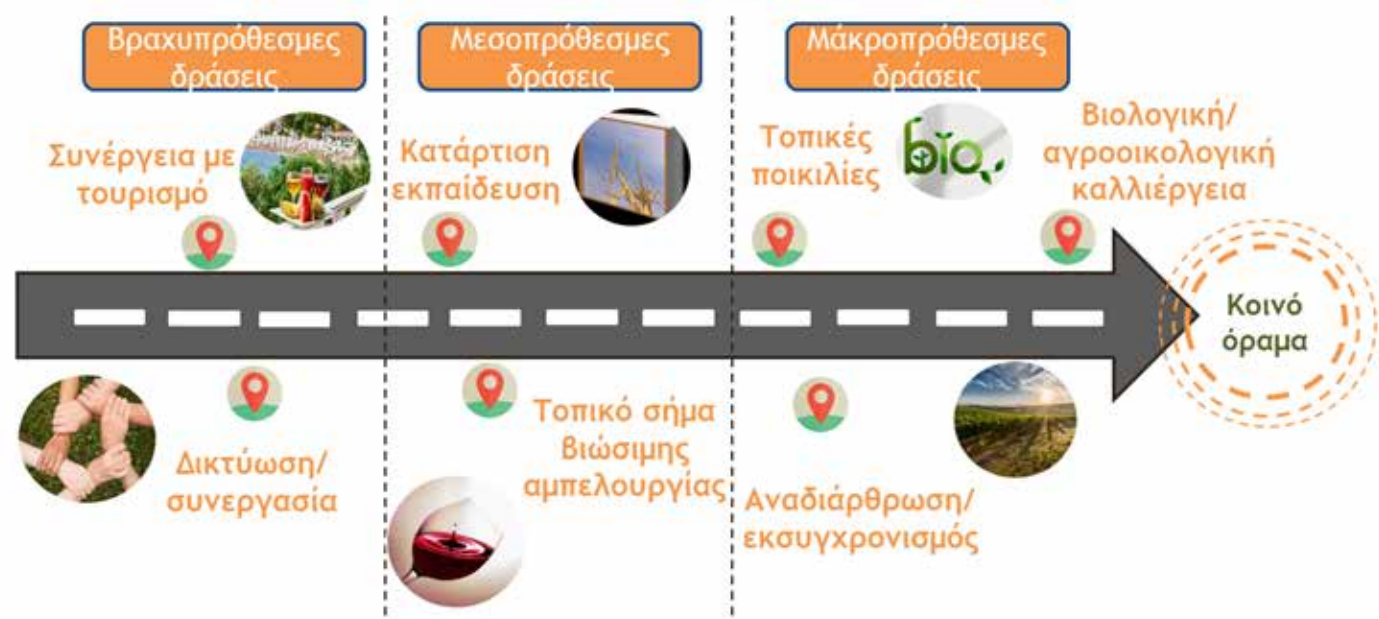 Βραχυπρόθεσμες
δράσεις
Μεσοπρόθεσμες
δράσεις
Μάκροπρόθεσμες
δράσεις
Συνέργεια με
τουρισμό
Κατάρτιση
εκπαίδευση
Τοπικές
ποικιλίες
bio
Βιολογική/
αγροοικολογική
καλλιέργεια
Κοινό
όραμα
Δικτύωση/
συνεργασία
Τοπικό σήμα
βιώσιμης
αμπελουργίας
Αναδιάρθρωση/
εκσυγχρονισμός